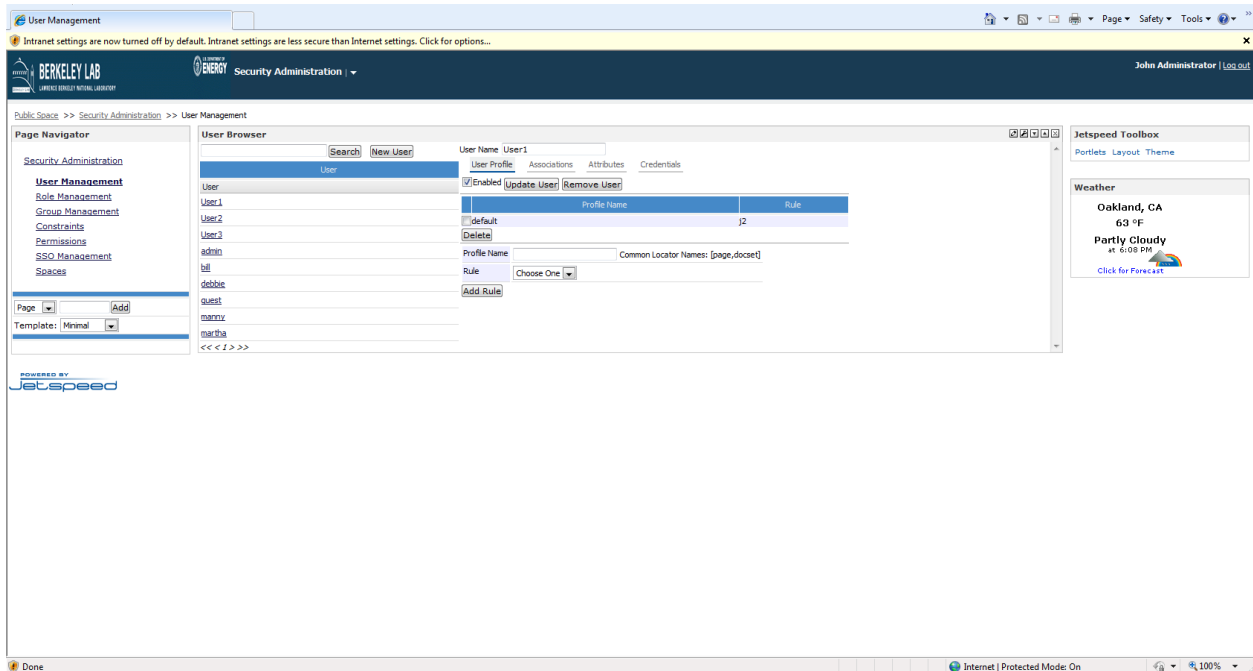 User Management
Page Safety Tools
Intranet settings are now turned off by default. Intranet settings are less secure than Internet settings. Click for options...
BERKELEY LAB
LAWRENCE BERKELEY NATIONAL LABORATORY
U.S. DEPARTMENT OF
ENERGY
Security Administration |
John Administrator | Log out
Public Space >> Security Administration >> User Management
Page Navigator
Security Administration
User Management
Role Management
Group Management
Constraints
Permissions
SSO Management
Spaces
Page Add
Template: Minimal
POWERED BY
Jetspeed
User Browser
Search New User
User
User
User1
User2
User3
admin
bill
debbie
guest
manny
martha
<< < 1 > >>
User Name User1
User Profile Associations Attributes Credentials
Enabled Update User Remove User
Profile Name Rule
default j2
Delete
Profile Name Common Locator Names: [page,docset]
Rule Choose One
Add Rule
Jetspeed Toolbox
Portlets Layout Theme
Weather
Oakland, CA
63 °F
Partly Cloudy
at 6:08 PM
Click for Forecast
Done
Internet | Protected Mode: On
100%